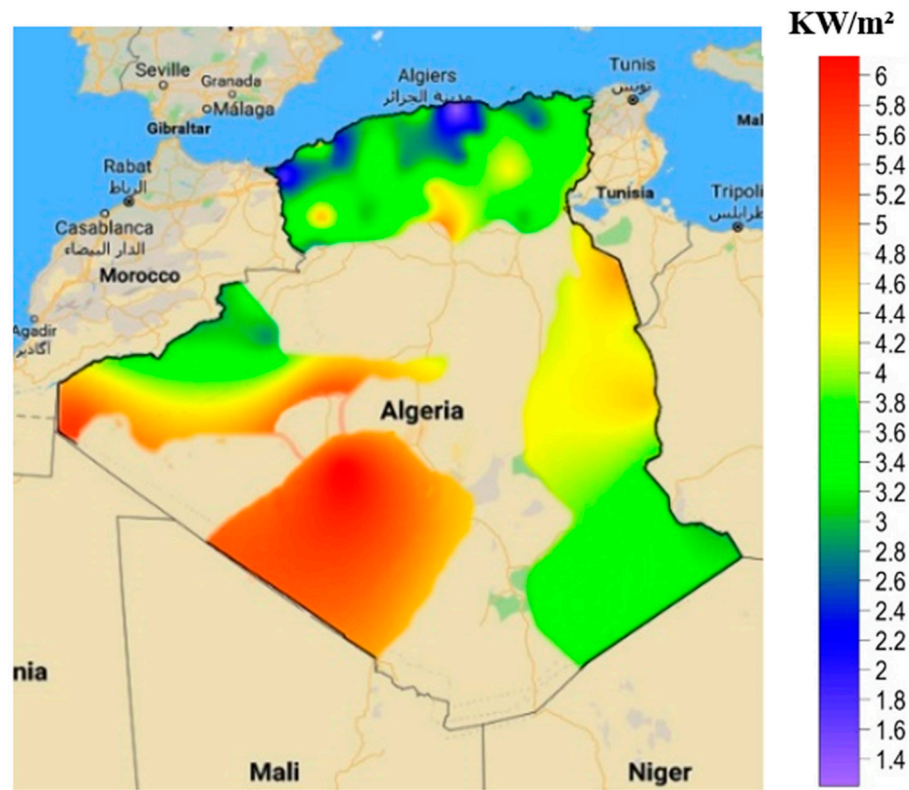 KW/m²
Seville
Granada
Málaga
Gibraltar
Algiers
مدينة الجزائر
Tunis
تونس
Mal
Rabat
الرباط
Casablanca
الدار البيضاء
Morocco
Agadir
أكادير
Tunisia
Tripoli
طرابلس
Algeria
nia
Mali
Niger
6
5.8
5.6
5.4
5.2
5
4.8
4.6
4.4
4.2
4
3.8
3.6
3.4
3.2
3
2.8
2.6
2.4
2.2
2
1.8
1.6
1.4